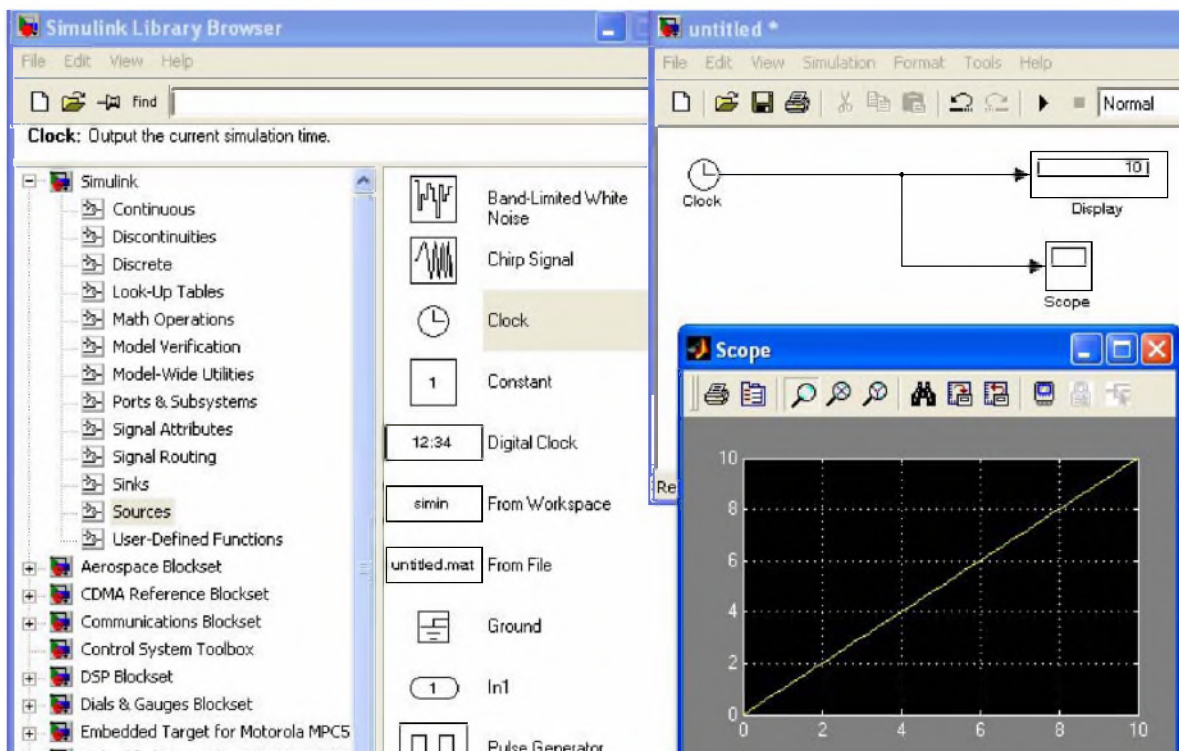 Simulink Library Browser
File Edit View Help
Find
Clock: Output the current simulation time.
Simulink
Continuous
Discontinuities
Discrete
Look-Up Tables
Math Operations
Model Verification
Model-Wide Utilities
Ports & Subsystems
Signal Attributes
Signal Routing
Sinks
Sources
User-Defined Functions
Aerospace Blockset
CDMA Reference Blockset
Communications Blockset
Control System Toolbox
DSP Blockset
Dials & Gauges Blockset
Embedded Target for Motorola MPC5
Band-Limited White
Noise
Chirp Signal
Clock
1 Constant
12:34 Digital Clock
simin From Workspace
untitled.mat From File
Ground
1 In1
Pulse Generator
untitled *
File Edit View Simulation Format Tools Help
Normal
Clock
10
Display
Scope
Re
Scope
10
8
6
4
2
0
0 2 4 6 8 10